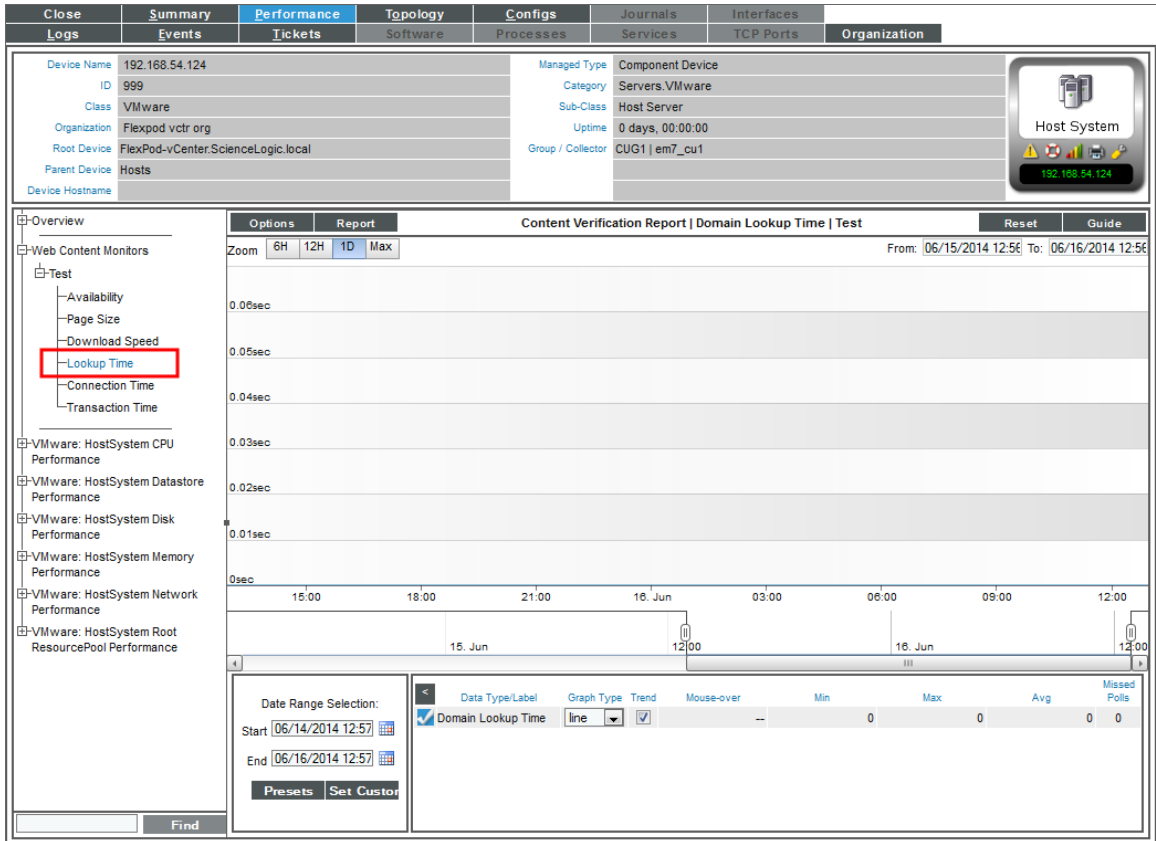 Close Summary Performance Topology Configs Journals Interfaces
Logs Events Tickets Software Processes Services TCP Ports Organization
Device Name 192.168.54.124 Managed Type Component Device
ID 999 Category Servers.VMware
Class VMware Sub-Class Host Server
Organization Flexpod vctr org Uptime 0 days, 00:00:00
Root Device FlexPod-vCenter.ScienceLogic.local Group / Collector CUG1 | em7_cu1
Parent Device Hosts
Device Hostname
Host System
192.168.54.124
Overview
Web Content Monitors
Test
Availability
Page Size
Download Speed
Lookup Time
Connection Time
Transaction Time
VMware: HostSystem CPU
Performance
VMware: HostSystem Datastore
Performance
VMware: HostSystem Disk
Performance
VMware: HostSystem Memory
Performance
VMware: HostSystem Network
Performance
VMware: HostSystem Root
ResourcePool Performance
Find
Options Report Content Verification Report | Domain Lookup Time | Test Reset Guide
Zoom 6H 12H 1D Max From: 06/15/2014 12:56 To: 06/16/2014 12:56
0.06sec
0.05sec
0.04sec
0.03sec
0.02sec
0.01sec
0sec
15:00 18:00 21:00 16. Jun 03:00 06:00 09:00 12:00
15. Jun 12:00 16. Jun 12:00
Date Range Selection:
Start 06/14/2014 12:57
End 06/16/2014 12:57
Presets Set Custor
< Data Type/Label Graph Type Trend Mouse-over Min Max Avg Missed Polls
Domain Lookup Time line -- 0 0 0 0